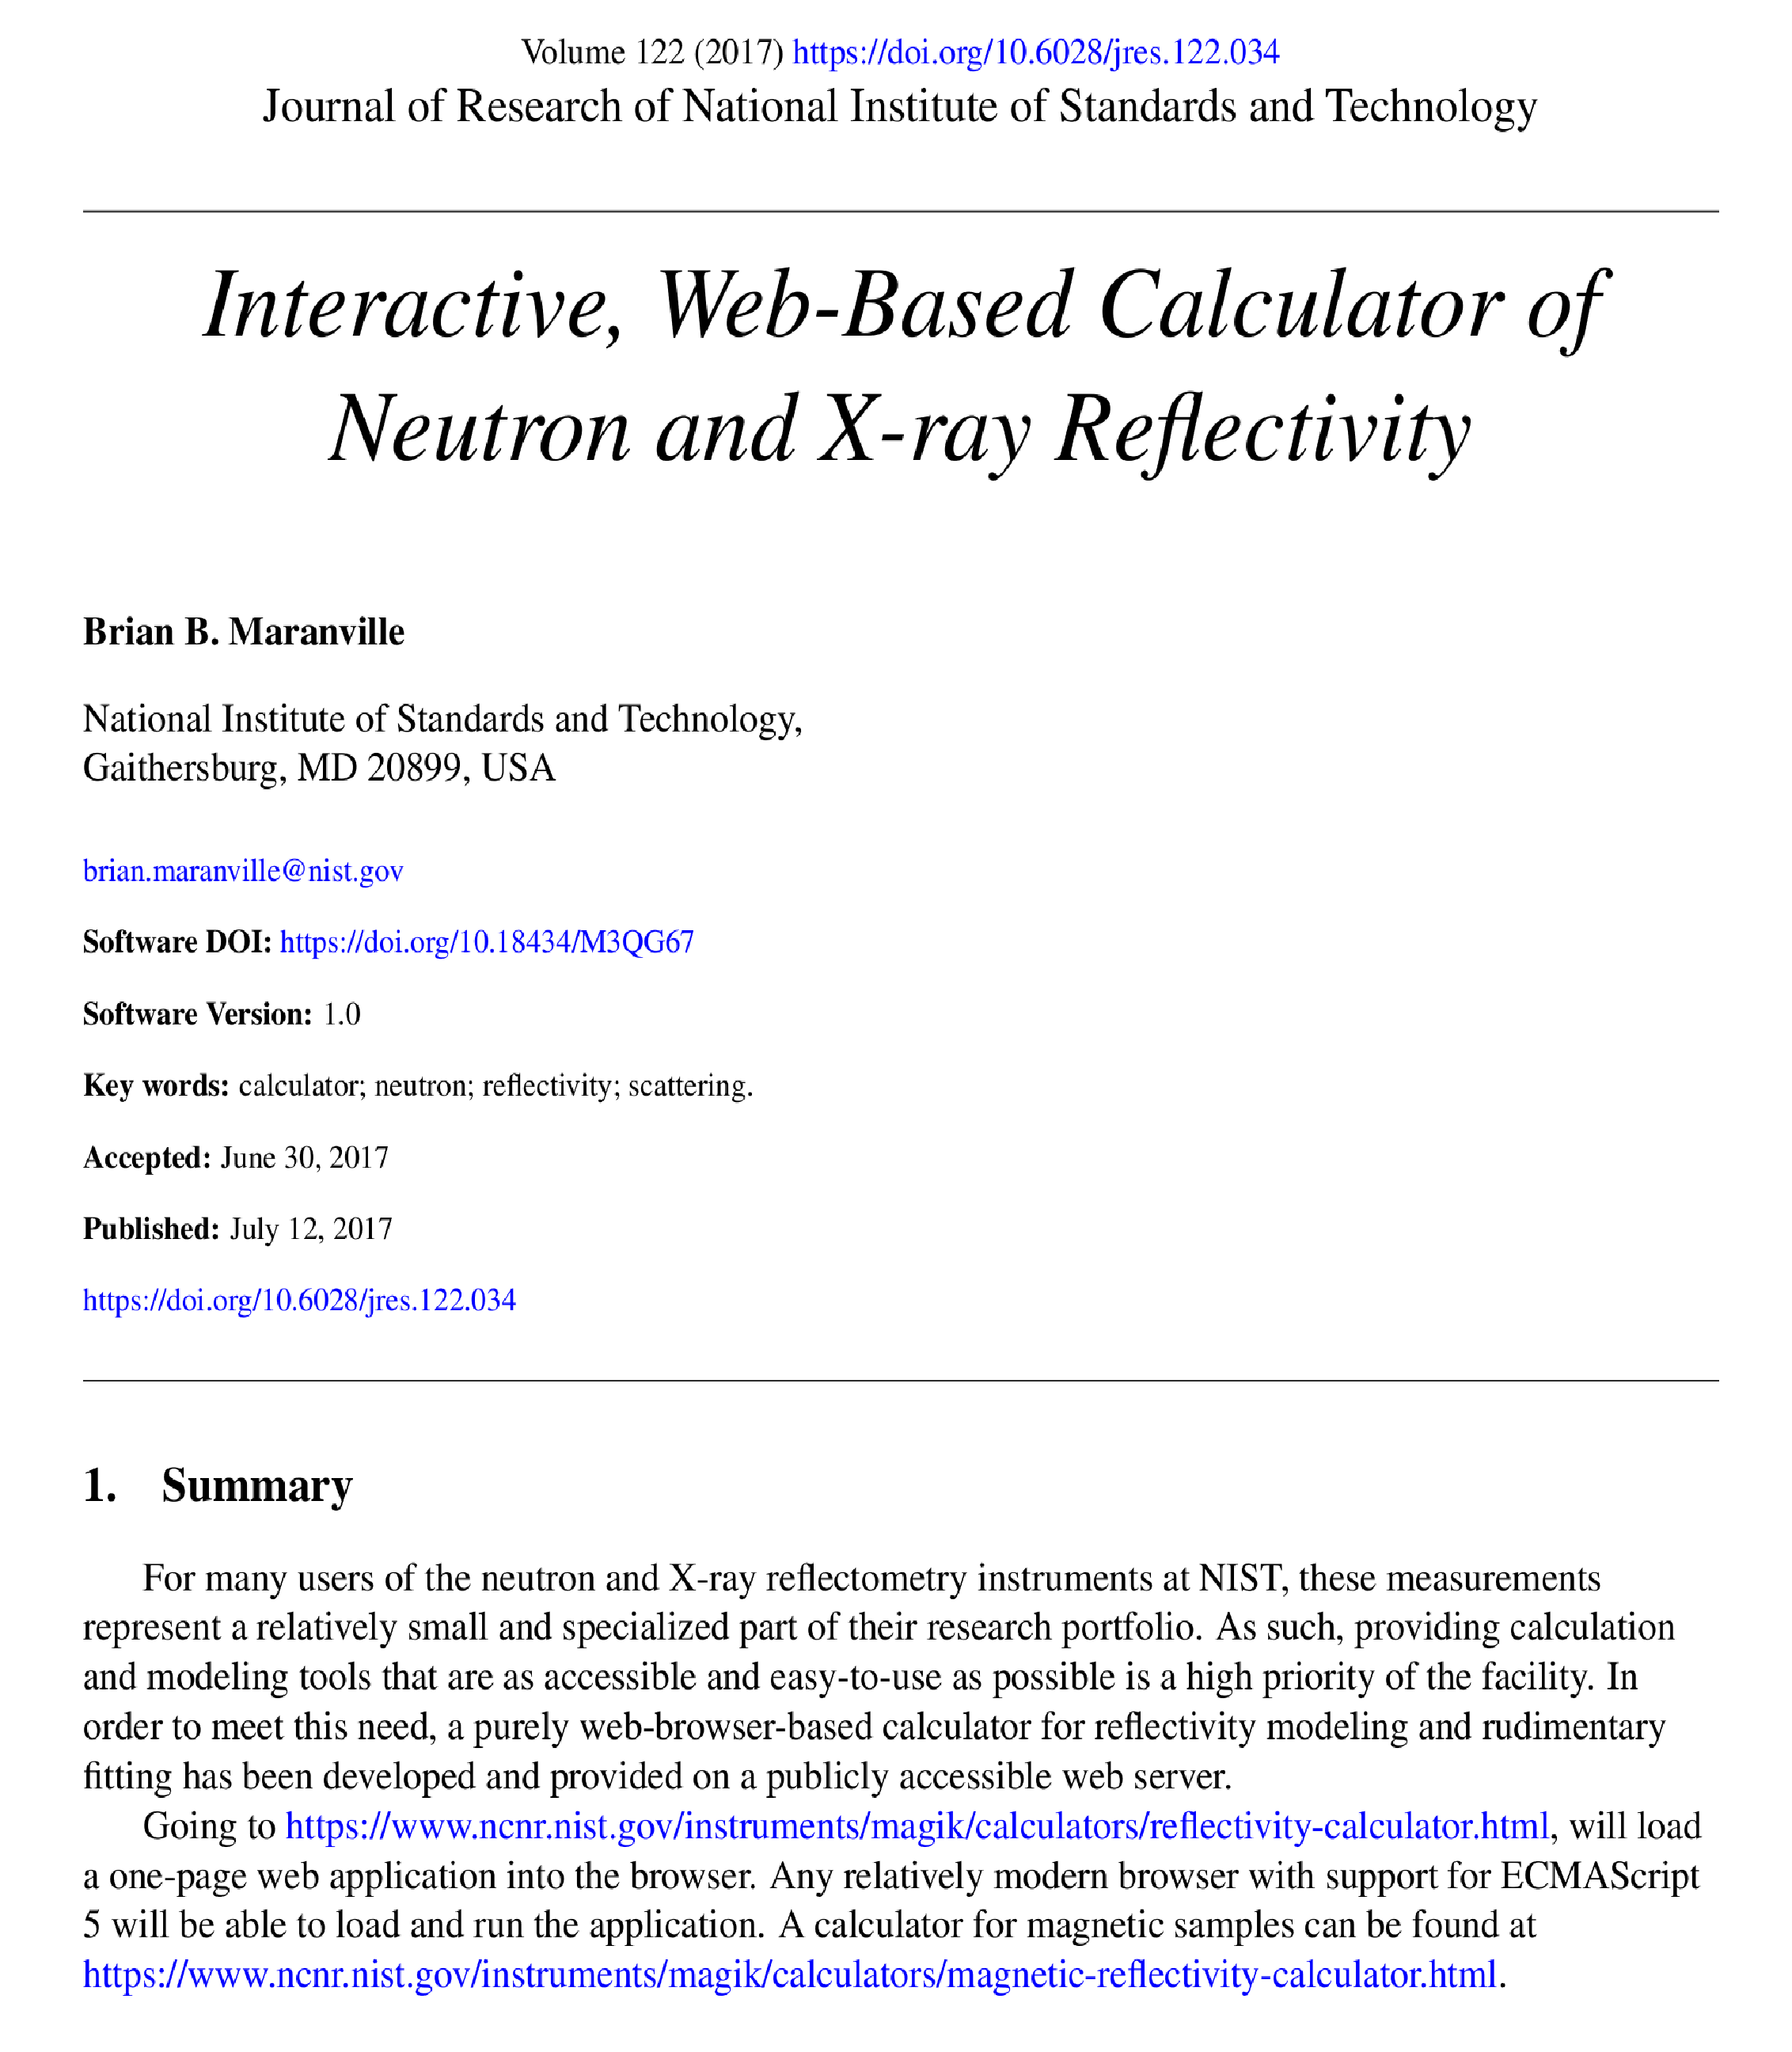 Volume 122 (2017) https://doi.org/10.6028/jres.122.034
Journal of Research of National Institute of Standards and Technology
Interactive, Web-Based Calculator of
Neutron and X-ray Reflectivity
Brian B. Maranville
National Institute of Standards and Technology,
Gaithersburg, MD 20899, USA
brian.maranville@nist.gov
Software DOI: https://doi.org/10.18434/M3QG67
Software Version: 1.0
Key words: calculator; neutron; reflectivity; scattering.
Accepted: June 30, 2017
Published: July 12, 2017
https://doi.org/10.6028/jres.122.034
1. Summary
For many users of the neutron and X-ray reflectometry instruments at NIST, these measurements
represent a relatively small and specialized part of their research portfolio. As such, providing calculation
and modeling tools that are as accessible and easy-to-use as possible is a high priority of the facility. In
order to meet this need, a purely web-browser-based calculator for reflectivity modeling and rudimentary
fitting has been developed and provided on a publicly accessible web server.
Going to https://www.ncnr.nist.gov/instruments/magik/calculators/reflectivity-calculator.html, will load
a one-page web application into the browser. Any relatively modern browser with support for ECMAScript
5 will be able to load and run the application. A calculator for magnetic samples can be found at
https://www.ncnr.nist.gov/instruments/magik/calculators/magnetic-reflectivity-calculator.html.